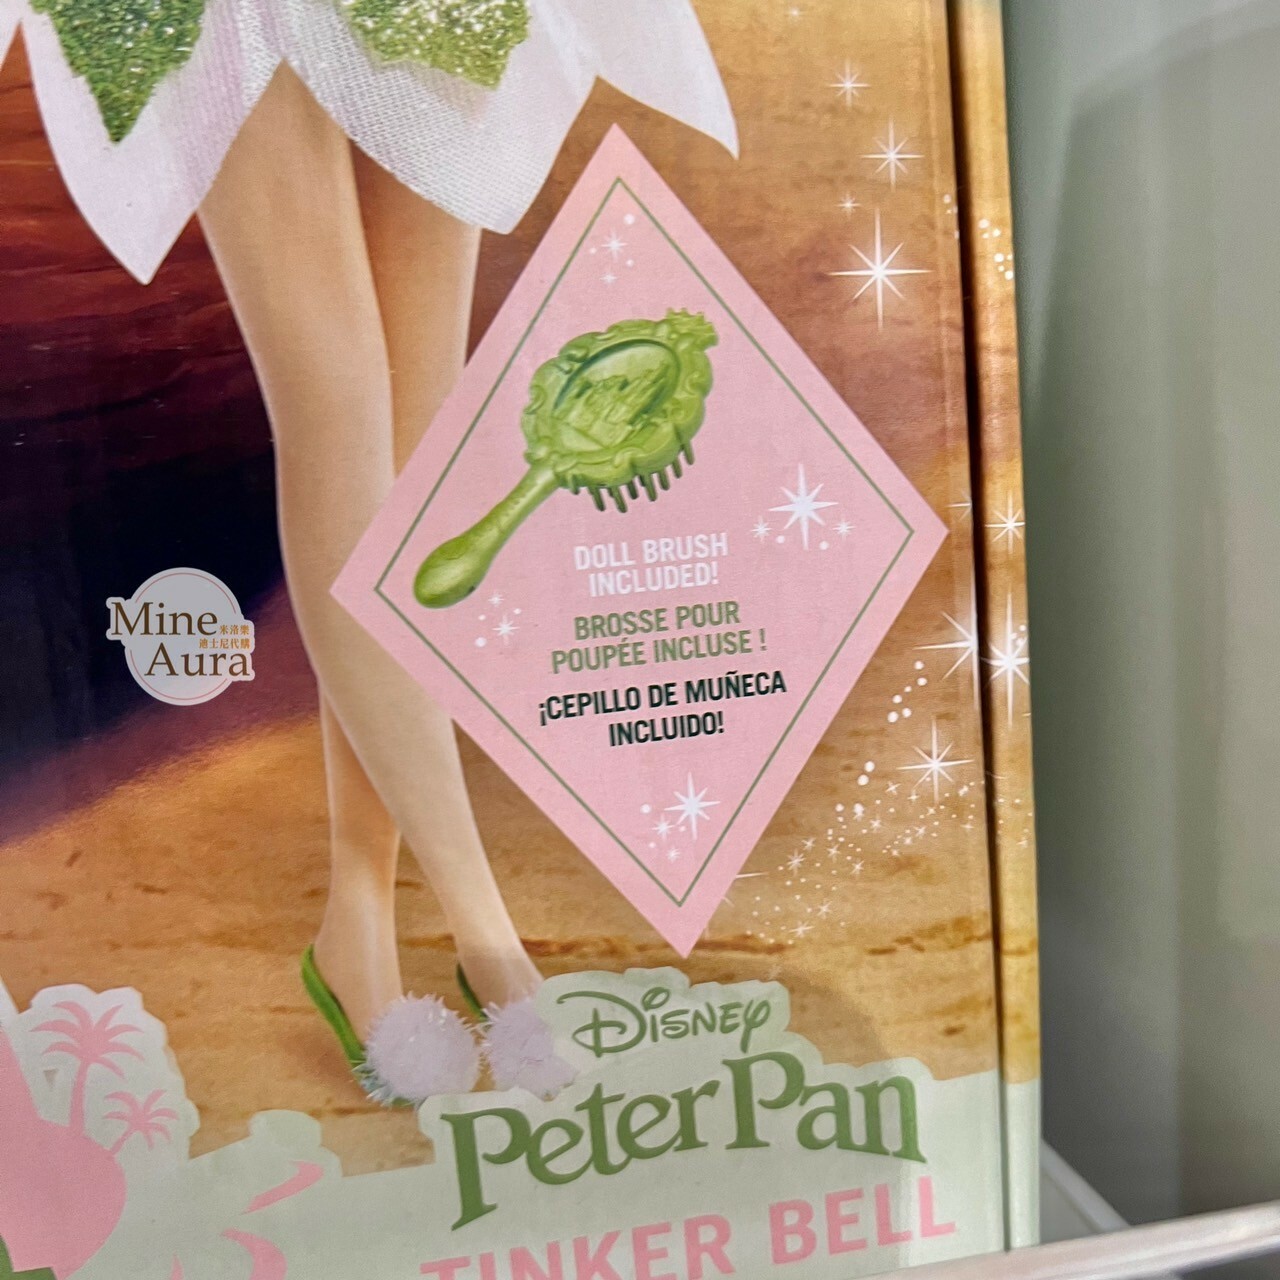 DOLL BRUSH
INCLUDED!
BROSSE POUR
POUPÉE INCLUSE !
¡CEPILLO DE MUÑECA
INCLUIDO!
Mine
米洛樂
迪士尼代購
Aura
Disney
Peter Pan
TINKER BELL